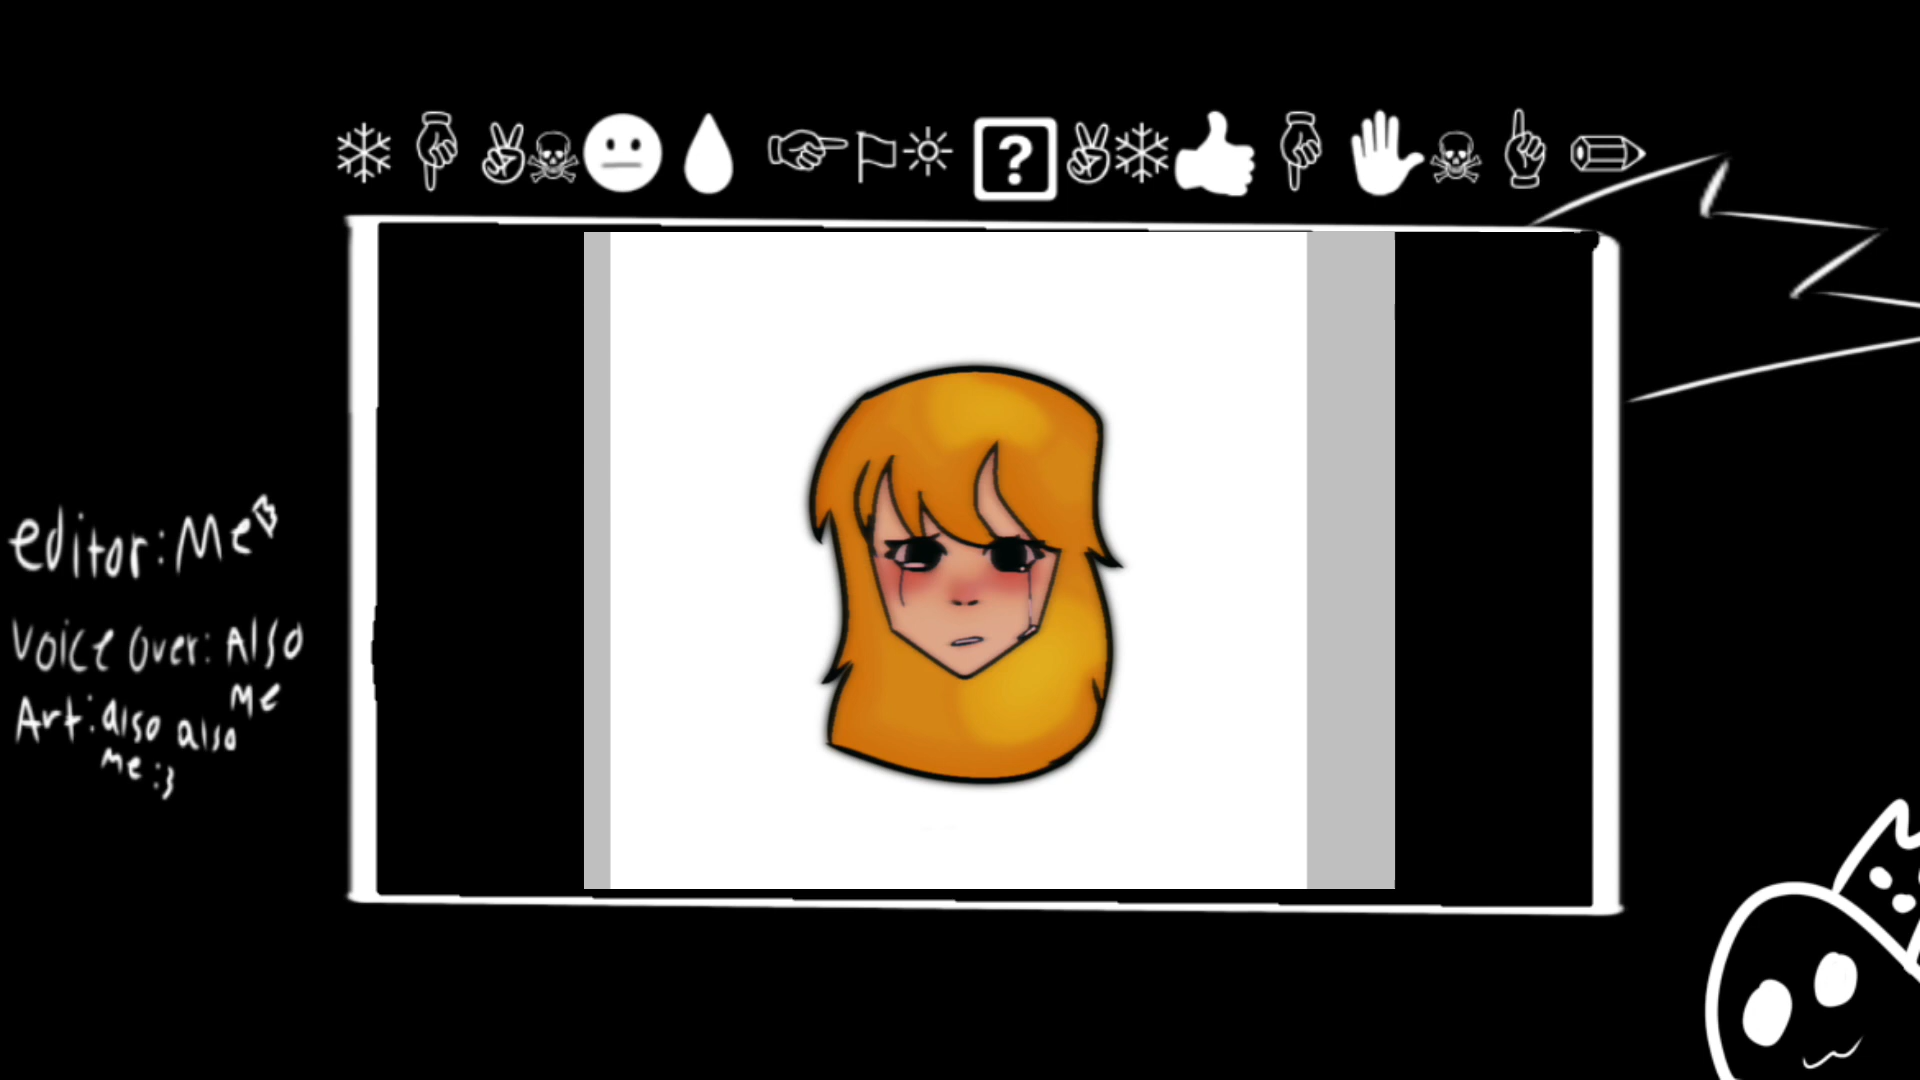 ❄☟✌☠😐💧 ☞⚐☼ ⍰✌❄👍☟✋☠☝✏
editor: Me
Voice Over: Also
Me
Art: also also
me :3